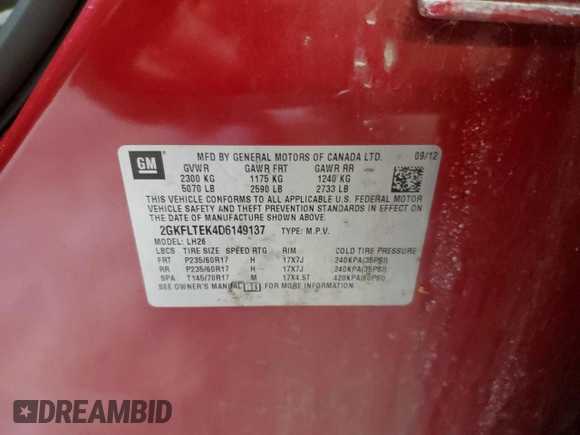 GM
MFD BY GENERAL MOTORS OF CANADA LTD. 09/12
GVWR GAWR FRT GAWR RR
2300 KG 1175 KG 1240 KG
5070 LB 2590 LB 2733 LB
THIS VEHICLE CONFORMS TO ALL APPLICABLE U.S. FEDERAL MOTOR
VEHICLE SAFETY AND THEFT PREVENTION STANDARDS IN EFFECT ON
THE DATE OF MANUFACTURE SHOWN ABOVE.
2GKFLTEK4D6149137 TYPE: M.P.V.
MODEL: LH26
LBCS TIRE SIZE SPEED RTG RIM COLD TIRE PRESSURE
FRT P235/60R17 H 17X7J 240KPA(35PSI)
RR P235/60R17 H 17X7J 240KPA(35PSI)
SPA T145/70R17 M 17X4.5T 420KPA(60PSI)
SEE OWNER'S MANUAL FOR MORE INFORMATION.
DREAMBID